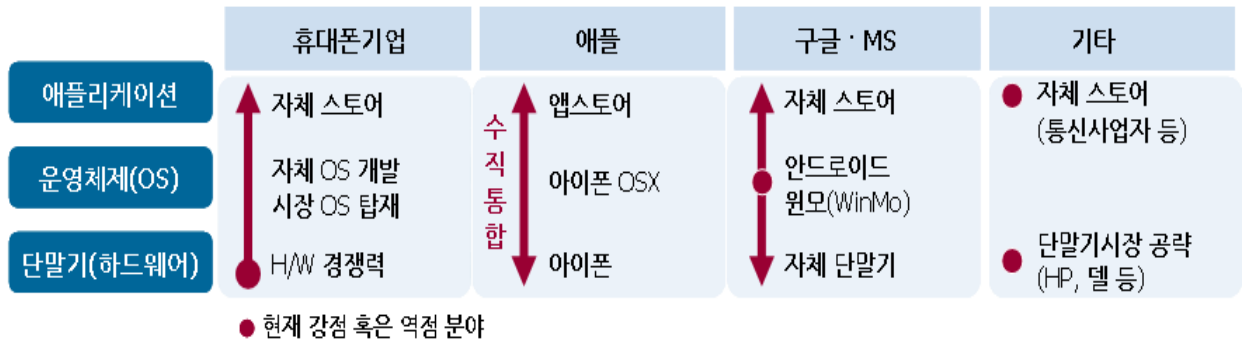 휴대폰기업 애플 구글 · MS 기타
애플리케이션 자체 스토어 앱스토어 자체 스토어 자체 스토어
(통신사업자 등)
운영체제(OS) 자체 OS 개발 아이폰 OSX 안드로이드
시장 OS 탑재 윈모(WinMo)
수직통합
단말기(하드웨어) H/W 경쟁력 아이폰 자체 단말기 단말기시장 공략
(HP, 델 등)
현재 강점 혹은 역점 분야